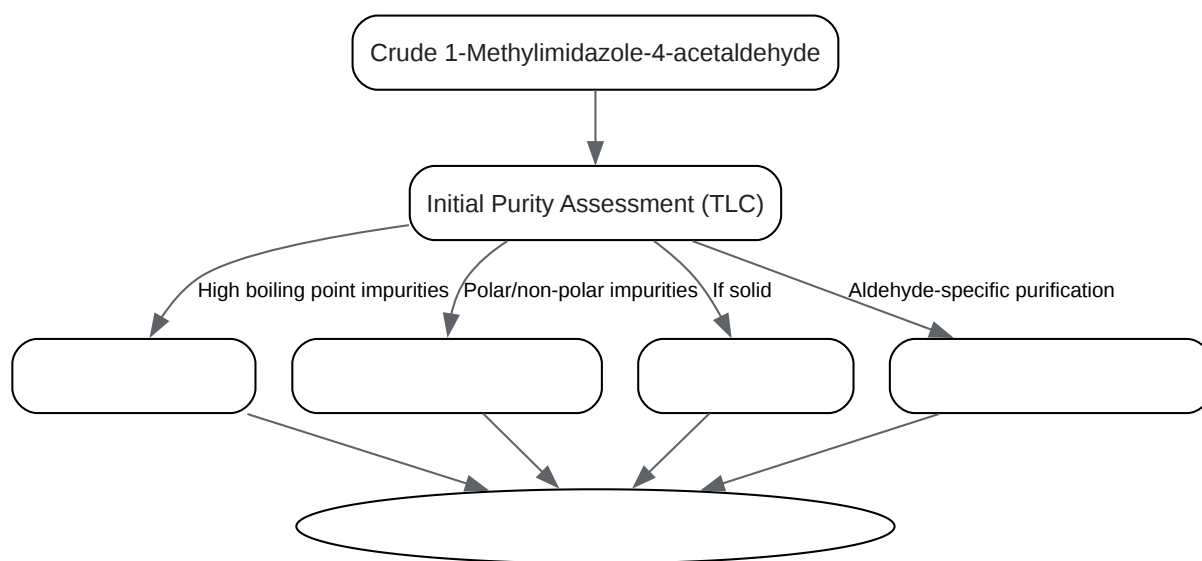 Crude 1-Methylimidazole-4-acetaldehyde
Initial Purity Assessment (TLC)
High boiling point impurities
Polar/non-polar impurities
If solid
Aldehyde-specific purification